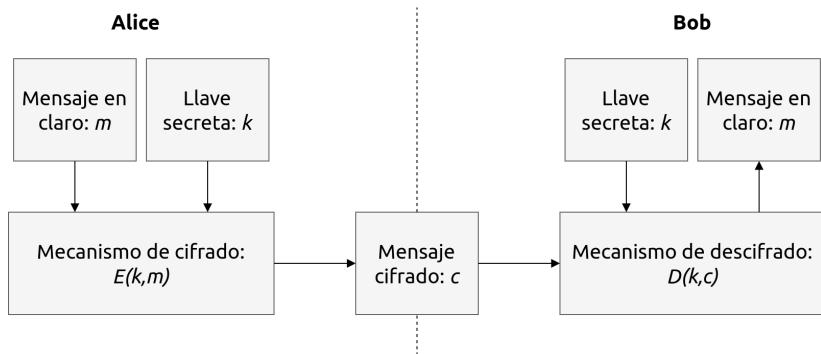 Alice
Bob
Mensaje en
claro: m
Llave
secreta: k
Llave
secreta: k
Mensaje en
claro: m
Mecanismo de cifrado:
E(k,m)
Mensaje
cifrado: c
Mecanismo de descifrado:
D(k,c)